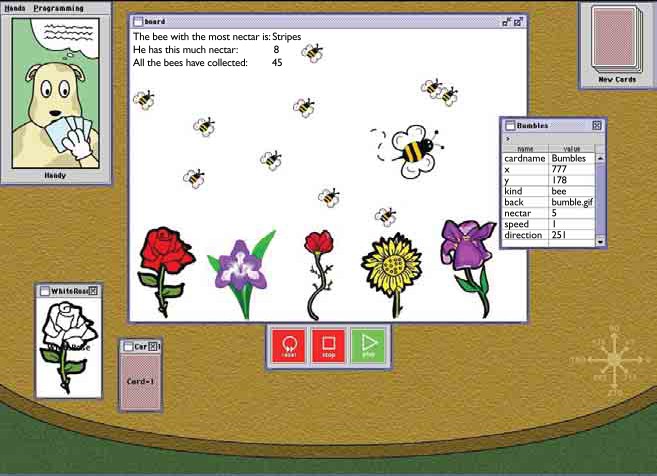 Hands Programming
board
The bee with the most nectar is: Stripes
He has this much nectar: 8
All the bees have collected: 45
New Cards
Handy
Bumbles
name value
cardname Bumbles
x 777
y 178
kind bee
back bumble.gif
nectar 5
speed 1
direction 251
WhiteRose
WhiteRose
Car
Card-1
reset stop play